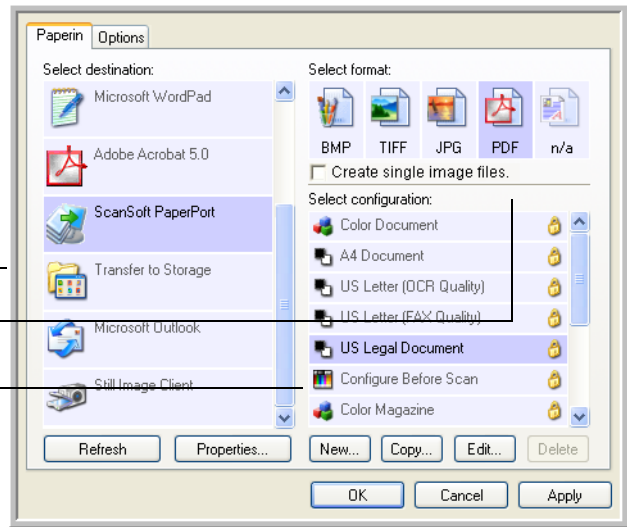 Paperin Options
Select destination:
Microsoft WordPad
Adobe Acrobat 5.0
ScanSoft PaperPort
Transfer to Storage
Microsoft Outlook
Still Image Client
Refresh Properties...
Select format:
BMP TIFF JPG PDF n/a
Create single image files.
Select configuration:
Color Document
A4 Document
US Letter (OCR Quality)
US Letter (FAX Quality)
US Legal Document
Configure Before Scan
Color Magazine
New... Copy... Edit... Delete
OK Cancel Apply